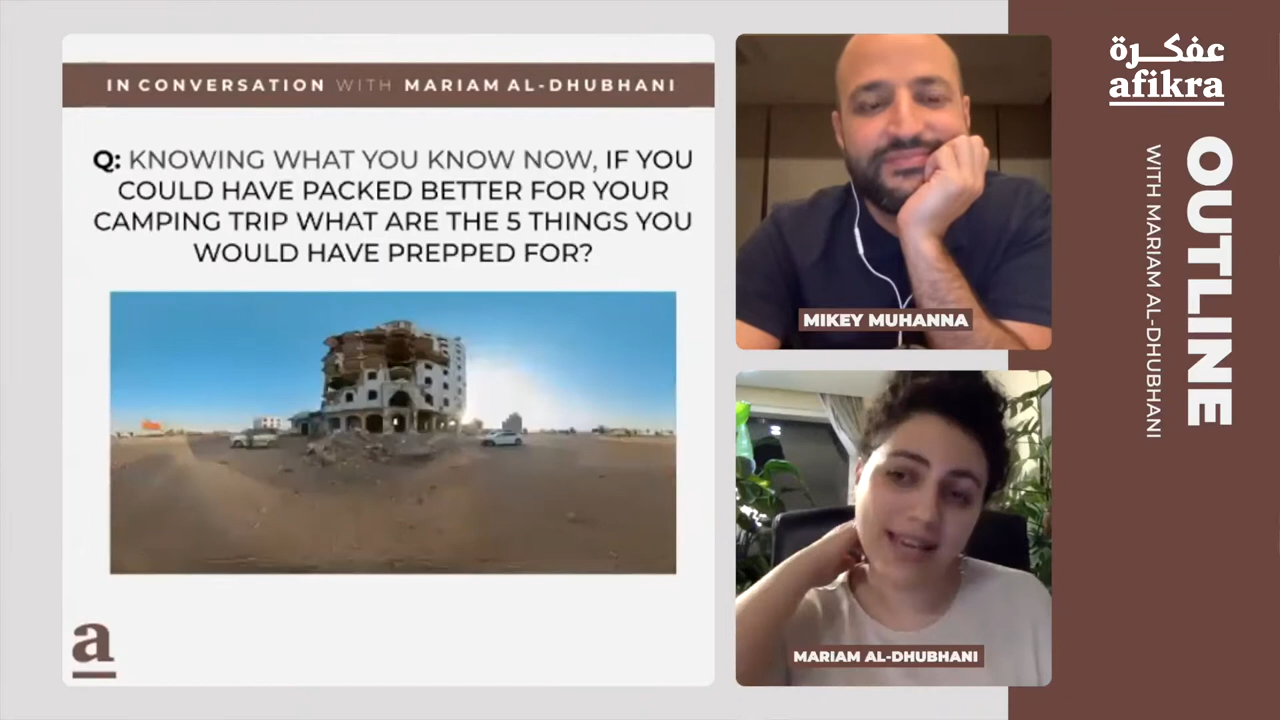 IN CONVERSATION WITH MARIAM AL-DHUBHANI
Q: KNOWING WHAT YOU KNOW NOW, IF YOU
COULD HAVE PACKED BETTER FOR YOUR
CAMPING TRIP WHAT ARE THE 5 THINGS YOU
WOULD HAVE PREPPED FOR?
a
MIKEY MUHANNA
MARIAM AL-DHUBHANI
عفكرة
afikra
OUTLINE
WITH MARIAM AL-DHUBHANI